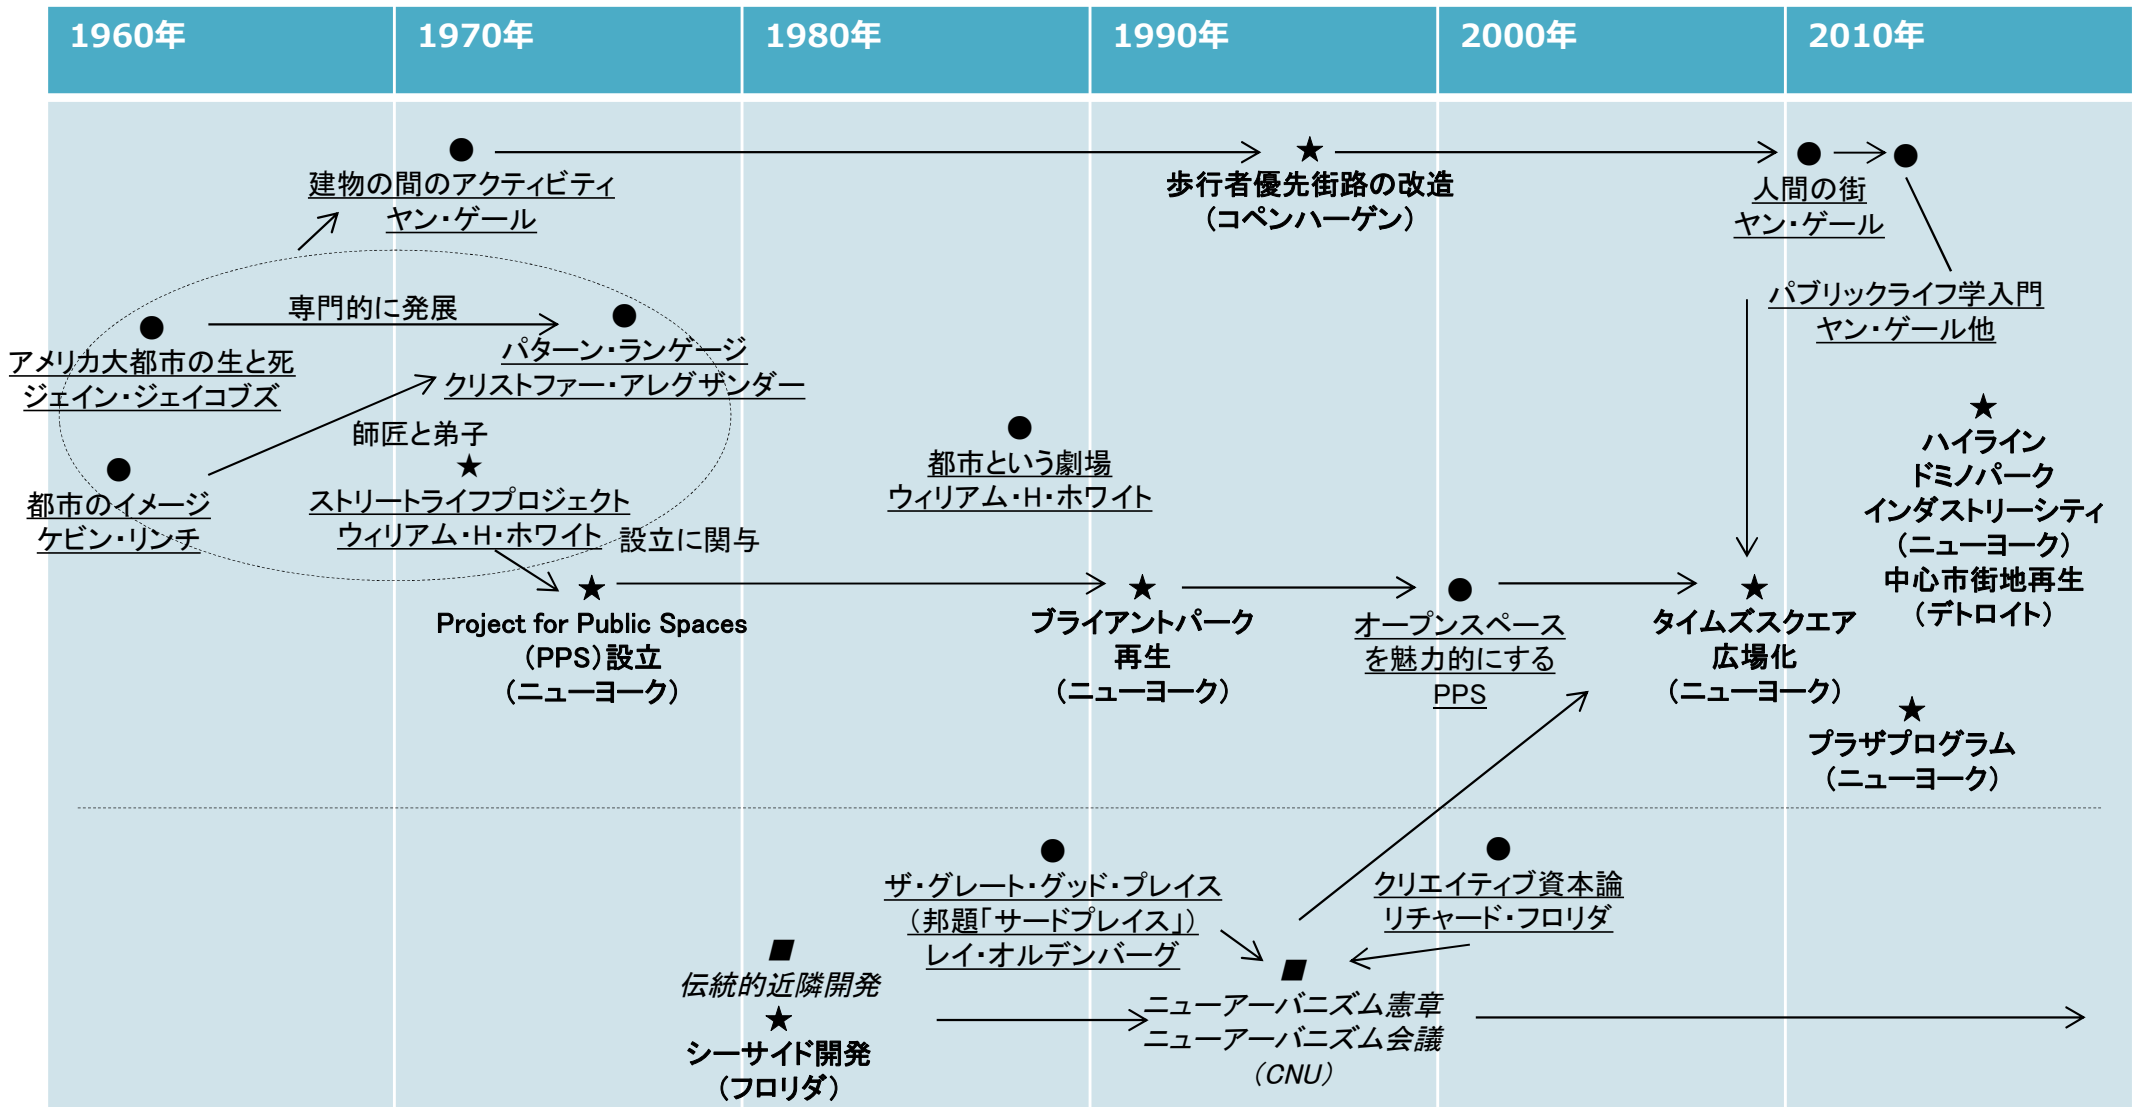 1960年
1970年
1980年
1990年
2000年
2010年
建物の間のアクティビティ
ヤン・ゲール
歩行者優先街路の改造
（コペンハーゲン）
人間の街
ヤン・ゲール
パブリックライフ学入門
ヤン・ゲール他
専門的に発展
アメリカ大都市の生と死
ジェイン・ジェイコブズ
パターン・ランゲージ
クリストファー・アレグザンダー
師匠と弟子
都市のイメージ
ケビン・リンチ
ストリートライフプロジェクト
ウィリアム・H・ホワイト
設立に関与
都市という劇場
ウィリアム・H・ホワイト
ハイライン
ドミノパーク
インダストリーシティ
（ニューヨーク）
中心市街地再生
（デトロイト）
Project for Public Spaces
（PPS）設立
（ニューヨーク）
ブライアントパーク
再生
（ニューヨーク）
オープンスペース
を魅力的にする
PPS
タイムズスクエア
広場化
（ニューヨーク）
プラザプログラム
（ニューヨーク）
ザ・グレート・グッド・プレイス
（邦題「サードプレイス」）
レイ・オルデンバーグ
クリエイティブ資本論
リチャード・フロリダ
伝統的近隣開発
シーサイド開発
（フロリダ）
ニューアーバニズム憲章
ニューアーバニズム会議
（CNU）